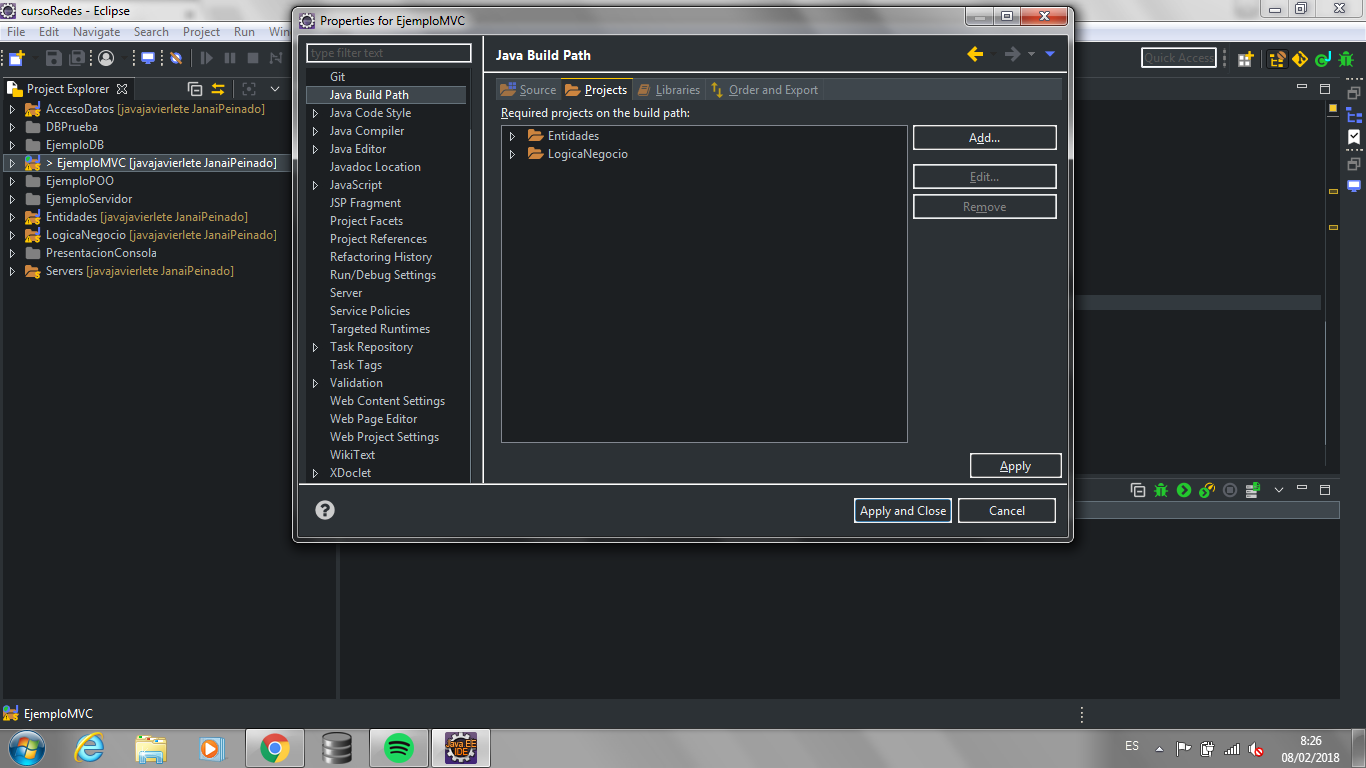 cursoRedes - Eclipse
File Edit Navigate Search Project Run Win
Quick Access
Project Explorer
AccesoDatos [javajavierlete JanaiPeinado]
DBPrueba
EjemploDB
> EjemploMVC [javajavierlete JanaiPeinado]
EjemploPOO
EjemploServidor
Entidades [javajavierlete JanaiPeinado]
LogicaNegocio [javajavierlete JanaiPeinado]
PresentacionConsola
Servers [javajavierlete JanaiPeinado]
Properties for EjemploMVC
type filter text
Git
Java Build Path
Java Code Style
Java Compiler
Java Editor
Javadoc Location
JavaScript
JSP Fragment
Project Facets
Project References
Refactoring History
Run/Debug Settings
Server
Service Policies
Targeted Runtimes
Task Repository
Task Tags
Validation
Web Content Settings
Web Page Editor
Web Project Settings
WikiText
XDoclet
Java Build Path
Source Projects Libraries Order and Export
Required projects on the build path:
Entidades
LogicaNegocio
Add...
Edit...
Remove
Apply
Apply and Close Cancel
EjemploMVC
Java EE
IDE
ES
8:26
08/02/2018